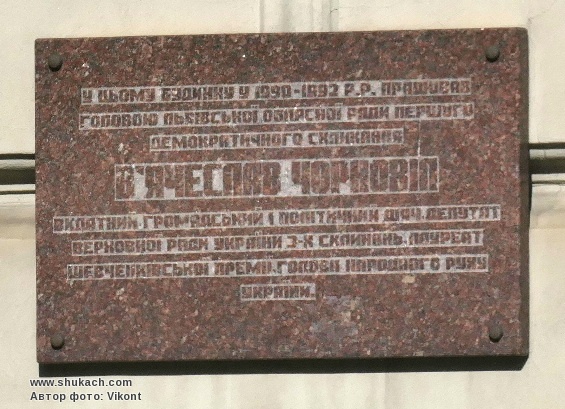 У ЦЬОМУ БУДИНКУ У 1990-1992 Р.Р. ПРАЦЮВАВ
ГОЛОВОЮ ЛЬВІВСЬКОЇ ОБЛАСНОЇ РАДИ ПЕРШОГО
ДЕМОКРАТИЧНОГО СКЛИКАННЯ
В'ЯЧЕСЛАВ ЧОРНОВІЛ
ВИДАТНИЙ ГРОМАДСЬКИЙ І ПОЛІТИЧНИЙ ДІЯЧ, ДЕПУТАТ
ВЕРХОВНОЇ РАДИ УКРАЇНИ 3-Х СКЛИКАНЬ, ЛАУРЕАТ
ШЕВЧЕНКІВСЬКОЇ ПРЕМІЇ, ГОЛОВА НАРОДНОГО РУХУ
УКРАЇНИ.
www.shukach.com
Автор фото: Vikont